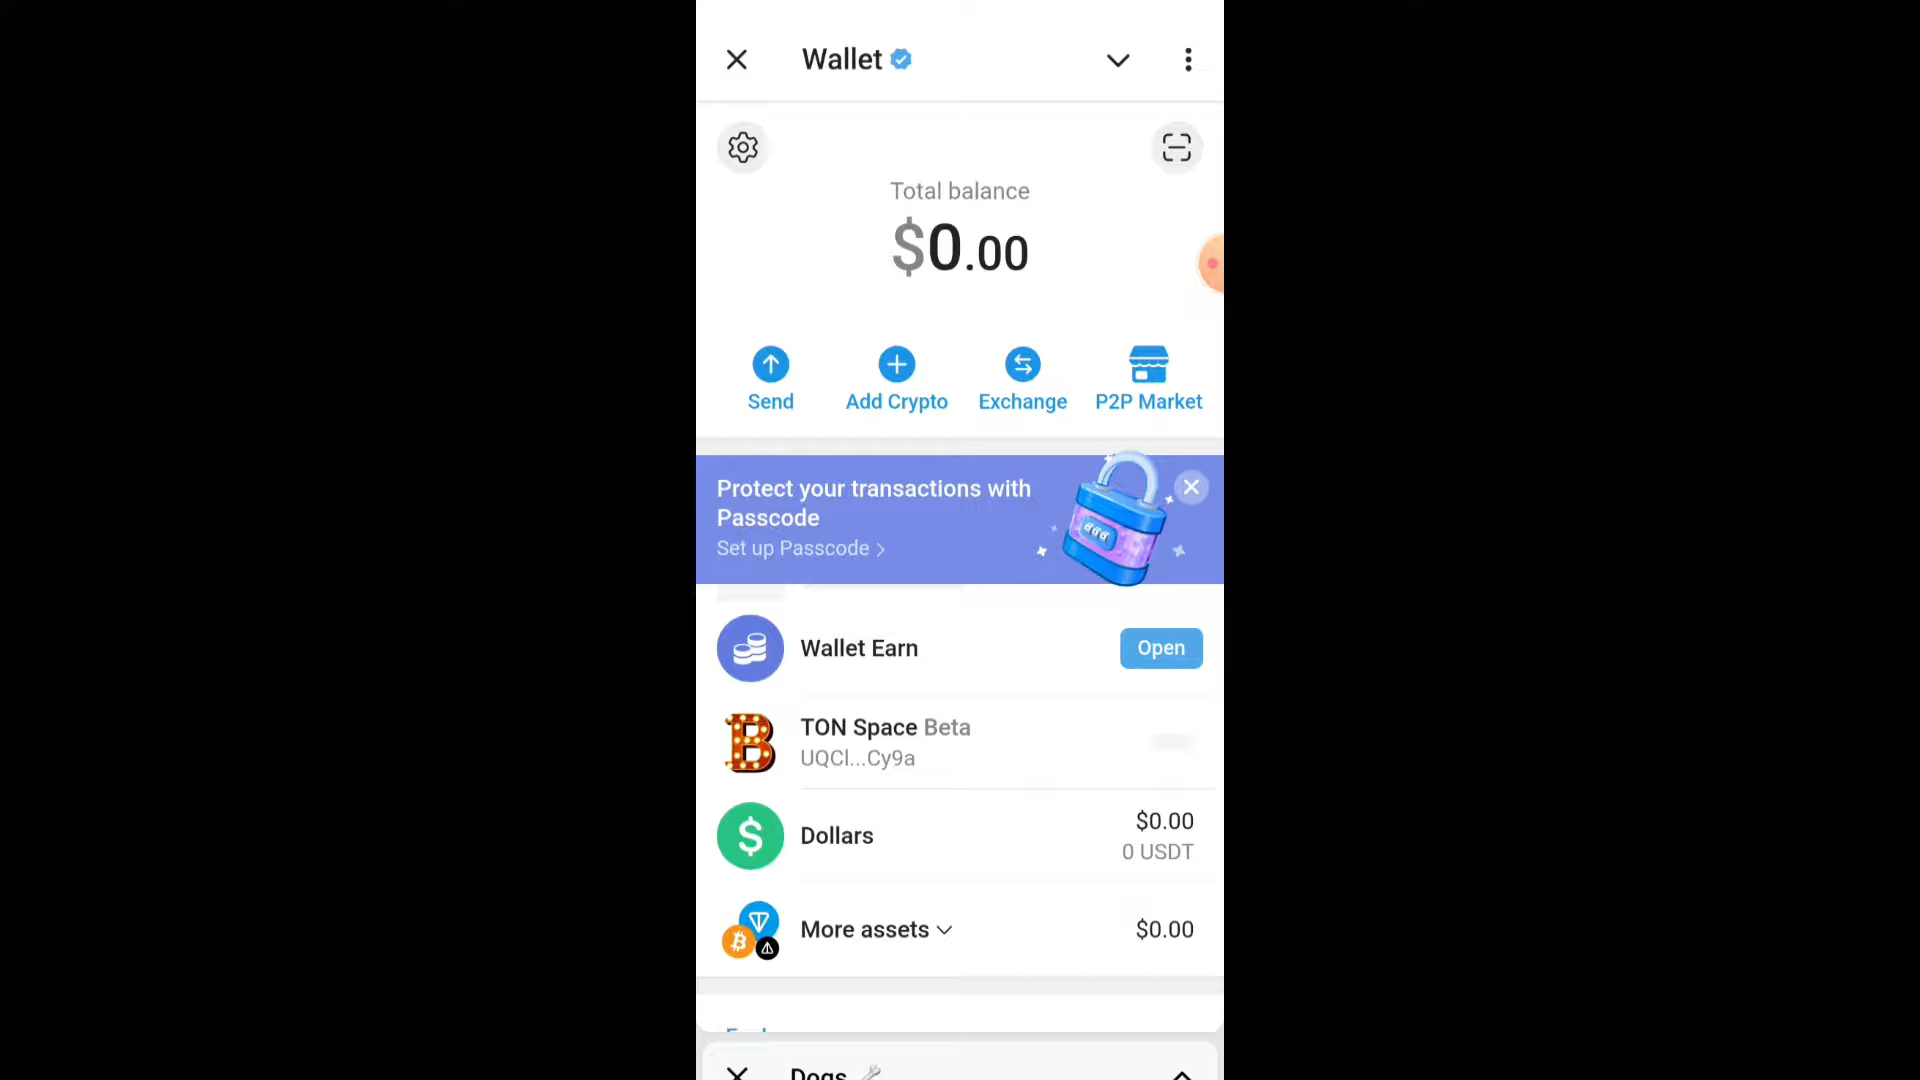 Wallet
Total balance
$0.00
Send
Add Crypto
Exchange
P2P Market
Protect your transactions with
Passcode
Set up Passcode >
Wallet Earn
Open
TON Space Beta
UQCl...Cy9a
Dollars
$0.00
0 USDT
More assets
$0.00
Dogs